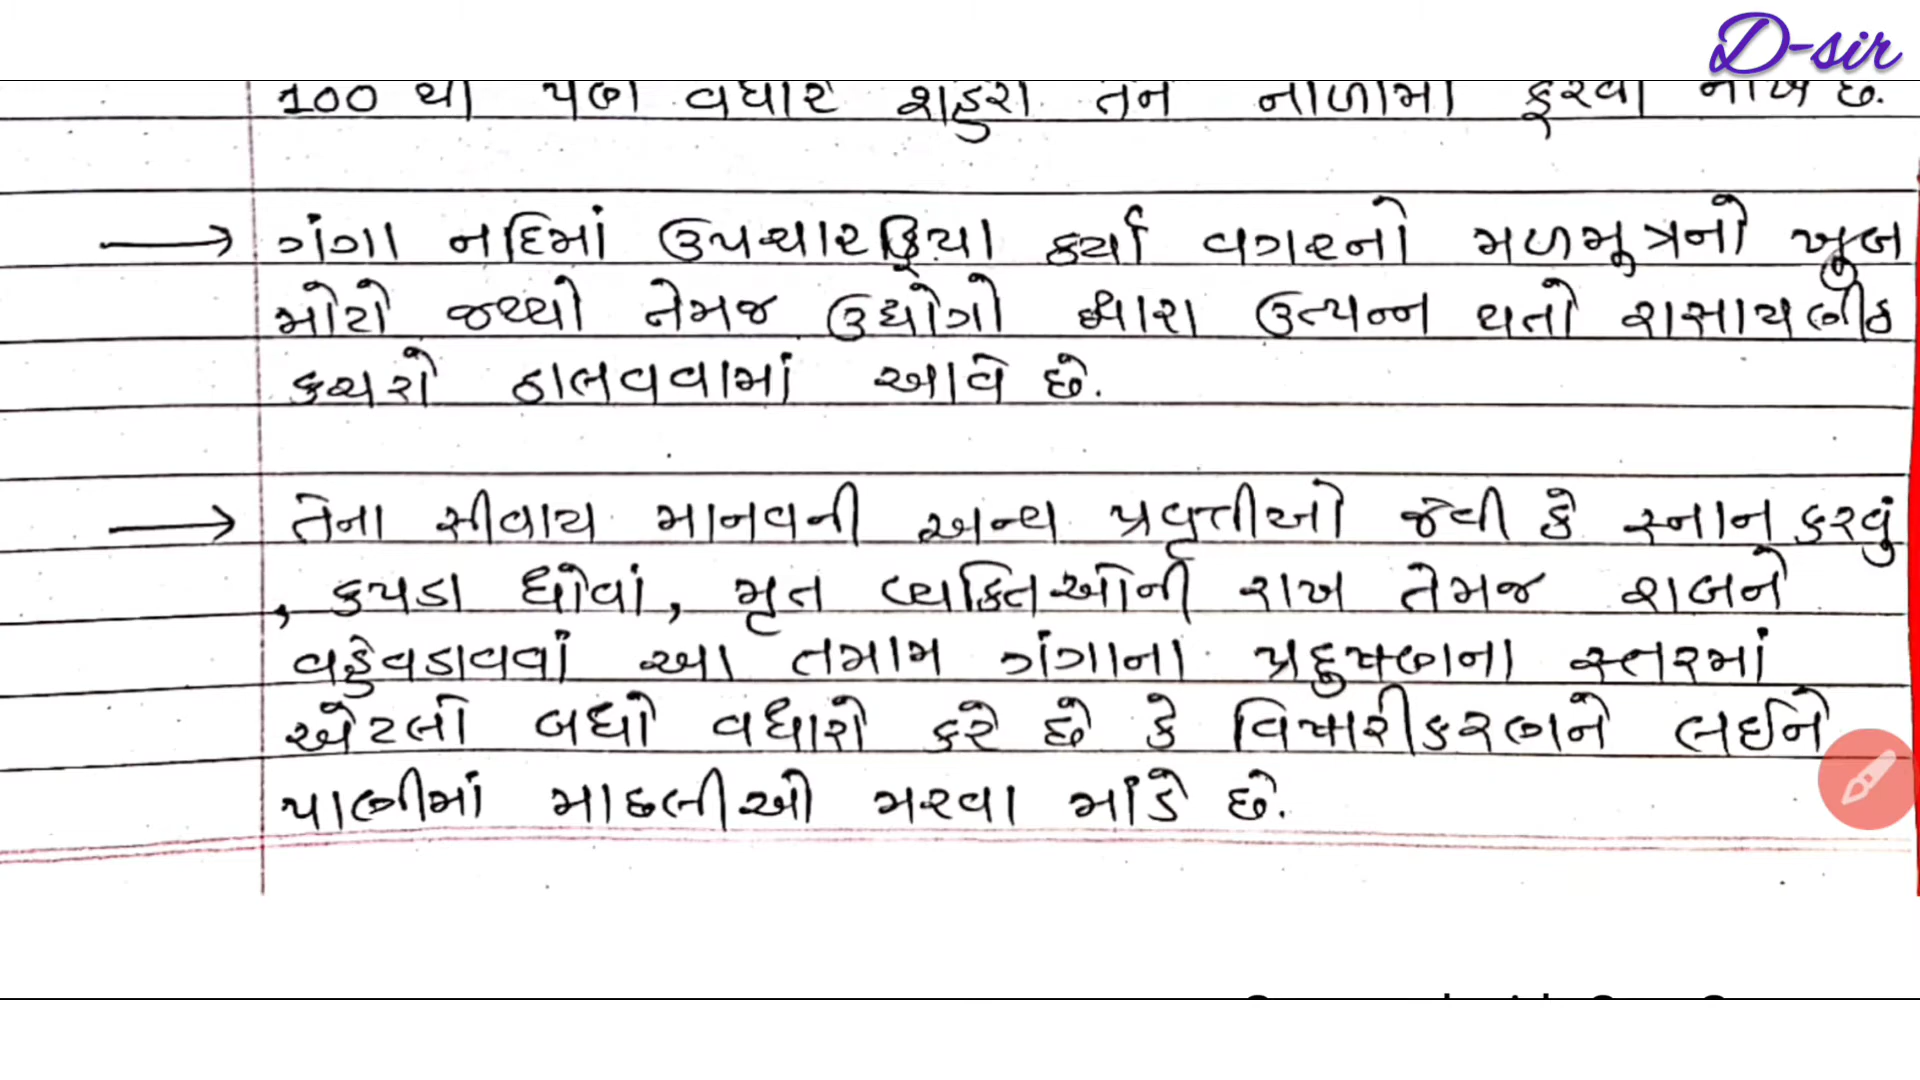 D-sir
100 થી પણ વધારે શહેરો તેને નાળામાં ફેરવી નાખે છે.
→ ગંગા નદિમાં ઉપચારક્રિયા કર્યા વગરનો મળમૂત્રનો ખૂબ
મોટો જથ્થો તેમજ ઉદ્યોગો દ્વારા ઉત્પન્ન થતો રાસાયણીક
કચરો ઠાલવવામાં આવે છે.
→ તેના સીવાય માનવની અન્ય પ્રવૃત્તીઓ જેવી કે સ્નાન કરવું
, કપડા ધોવાં, મૃત વ્યક્તિઓની રાખ તેમજ શબને
વહેવડાવવાં આ તમામ ગંગાના પ્રદુષણના સ્તરમાં
એટલો બધો વધારો કરે છે કે વિષારીકરણને લઈને
પાણીમાં માછલીઓ મરવા માંડે છે.